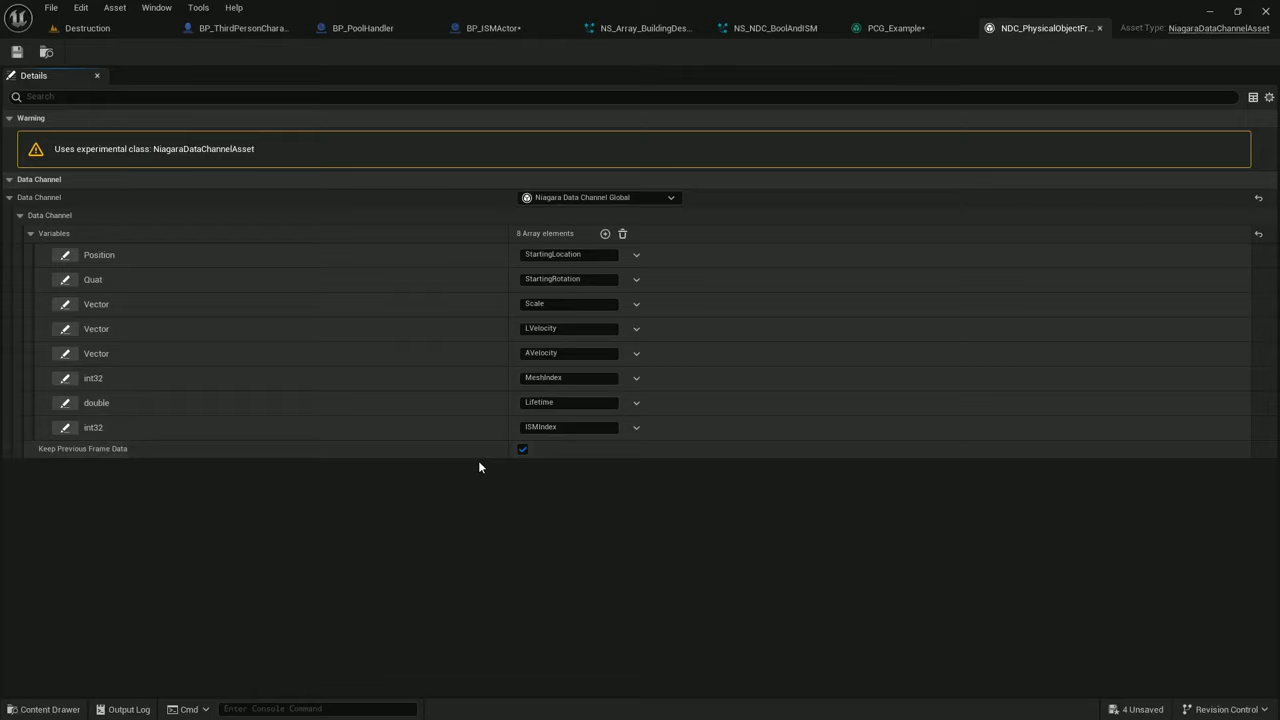 File Edit Asset Window Tools Help
Destruction BP_ThirdPersonChara... BP_PoolHandler BP_ISMActor• NS_Array_BuildingDes... NS_NDC_BoolAndISM PCG_Example• NDC_PhysicalObjectFr... Asset Type: NiagaraDataChannelAsset
Details
Search
Warning
Uses experimental class: NiagaraDataChannelAsset
Data Channel
Data Channel Niagara Data Channel Global
Data Channel
Variables 8 Array elements
Position StartingLocation
Quat StartingRotation
Vector Scale
Vector LVelocity
Vector AVelocity
int32 MeshIndex
double Lifetime
int32 ISMIndex
Keep Previous Frame Data
Content Drawer Output Log Cmd Enter Console Command 4 Unsaved Revision Control